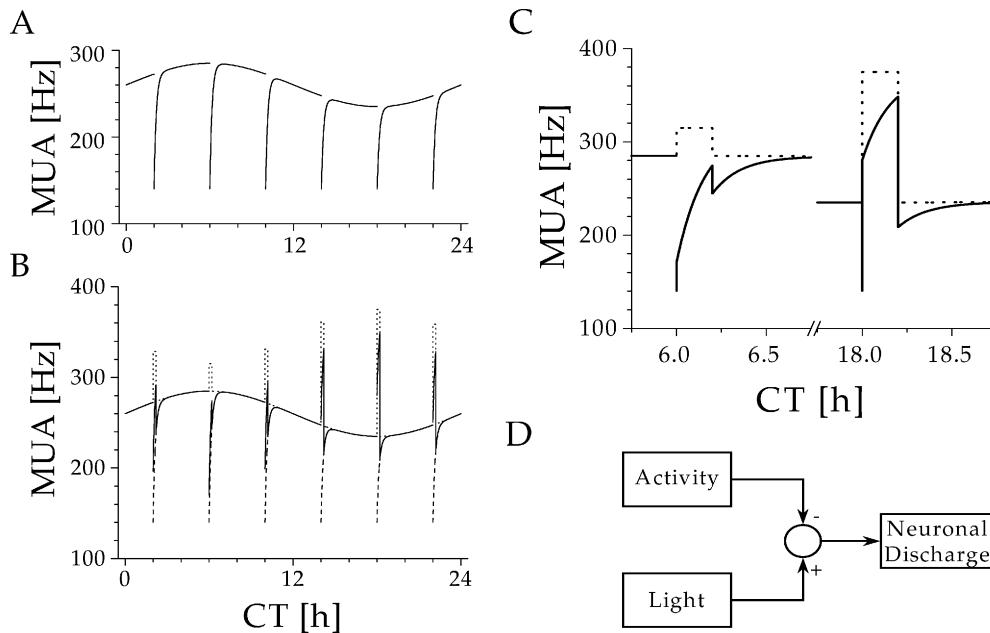 A
MUA [Hz]
300
200
100
0
12
24
B
MUA [Hz]
400
300
200
100
0
12
24
CT [h]
C
MUA [Hz]
400
300
200
100
6.0
6.5
18.0
18.5
CT [h]
D
Activity
-
Light
+
Neuronal
Discharge